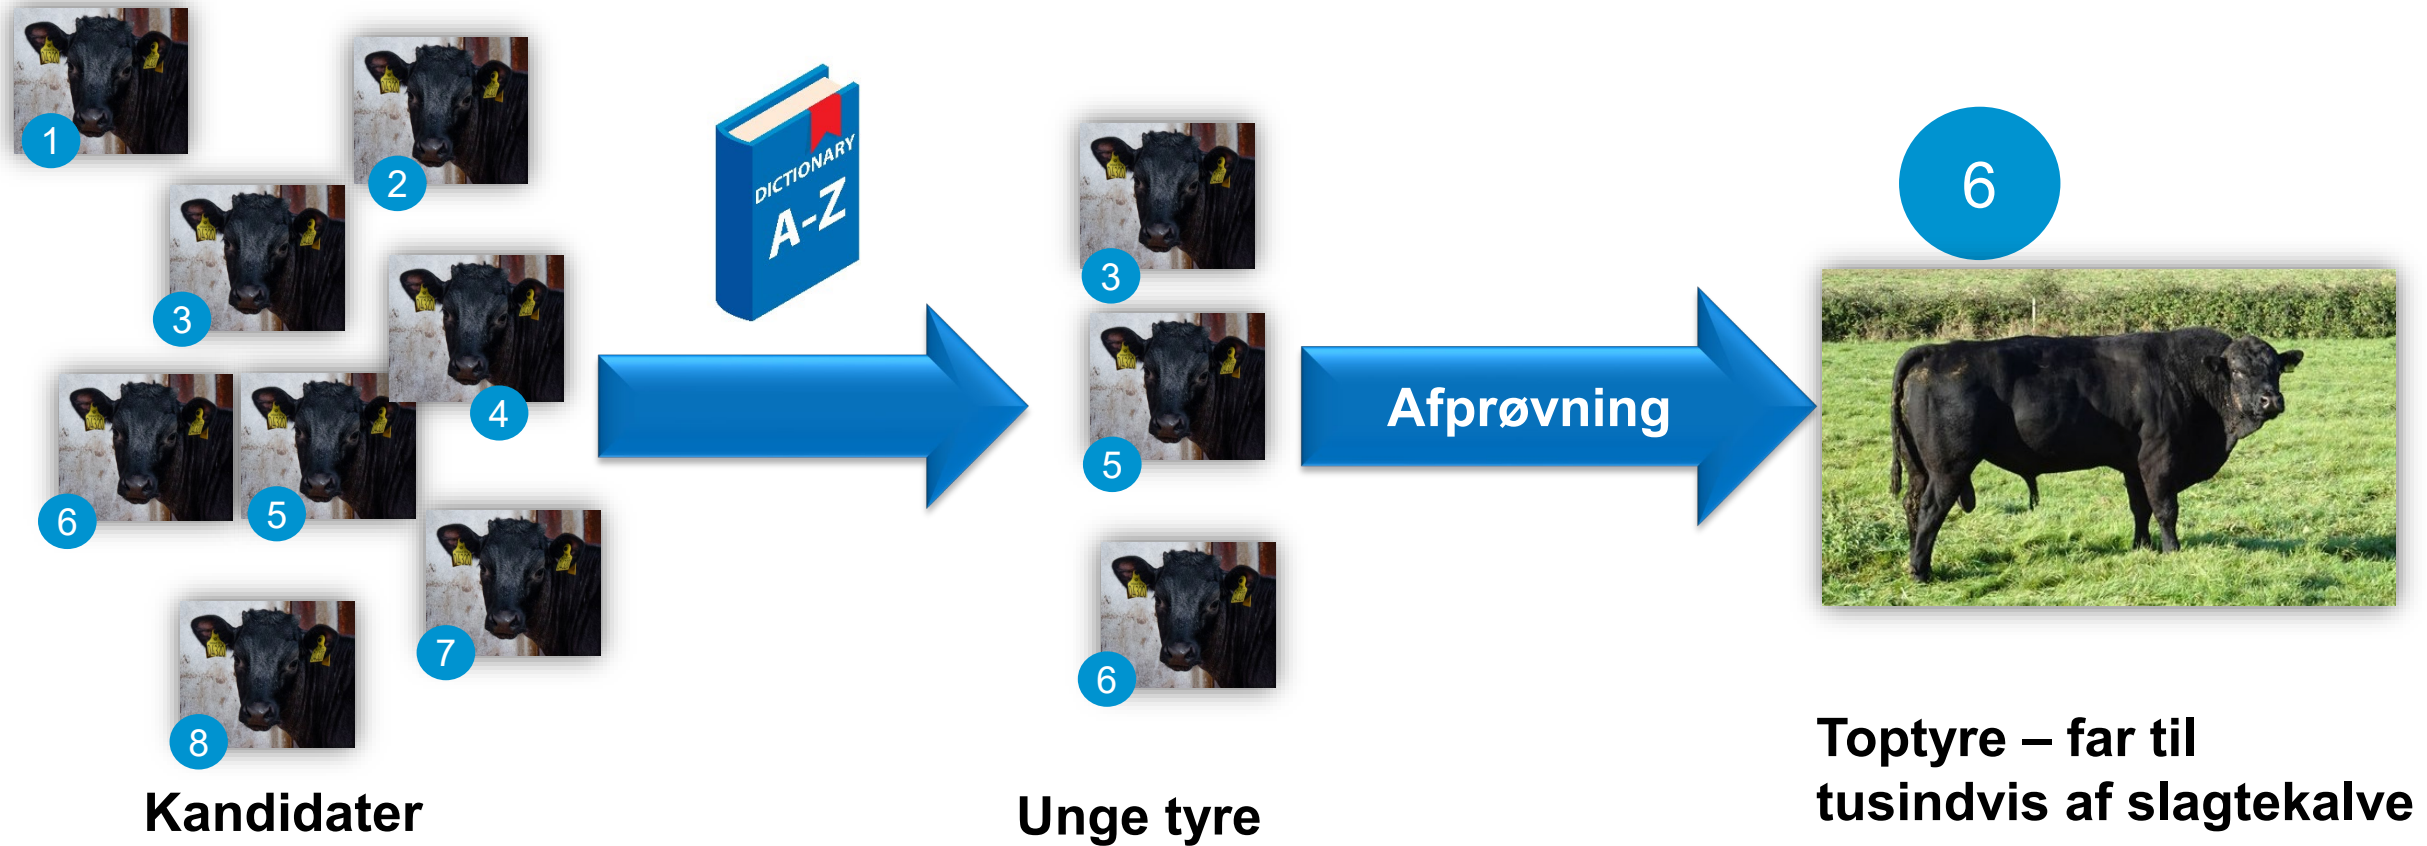 1
2
3
4
6
5
7
8
Kandidater
DICTIONARY
A-Z
3
5
6
Unge tyre
Afprøvning
6
Toptyre – far til
tusindvis af slagtekalve